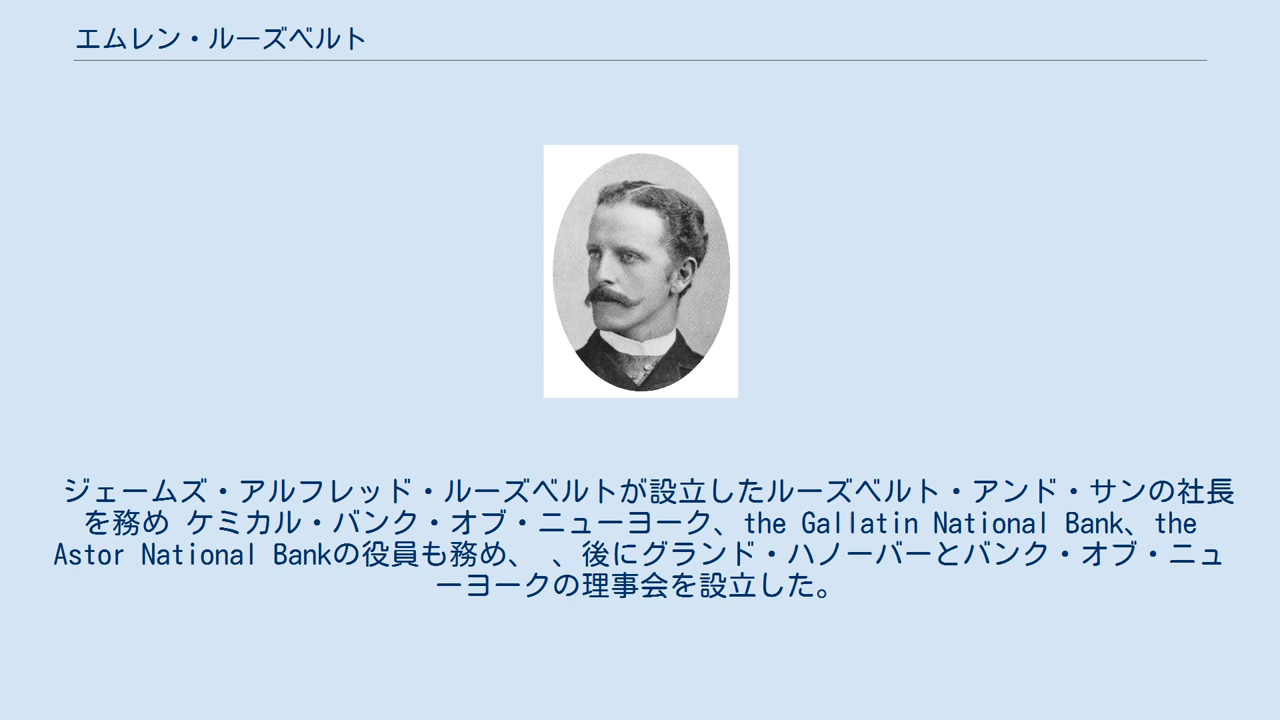 エムレン・ルーズベルト
ジェームズ・アルフレッド・ルーズベルトが設立したルーズベルト・アンド・サンの社長
を務め ケミカル・バンク・オブ・ニューヨーク、the Gallatin National Bank、the
Astor National Bankの役員も務め、 、後にグランド・ハノーバーとバンク・オブ・ニュ
ーヨークの理事会を設立した。